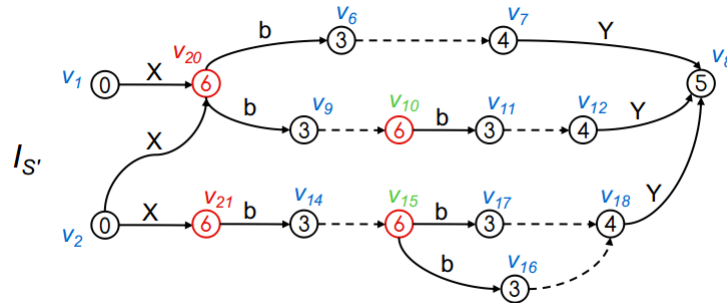 v6 v7 v8
b Y
v20 3 4
v1 X 6 5
0 b v9 v10 v11 v12
3 6 b 3 4 Y
X
IS'
v21 v14 v15 v17 v18 Y
v2 0 X 6 b 3 6 b 3 4
b v16
3